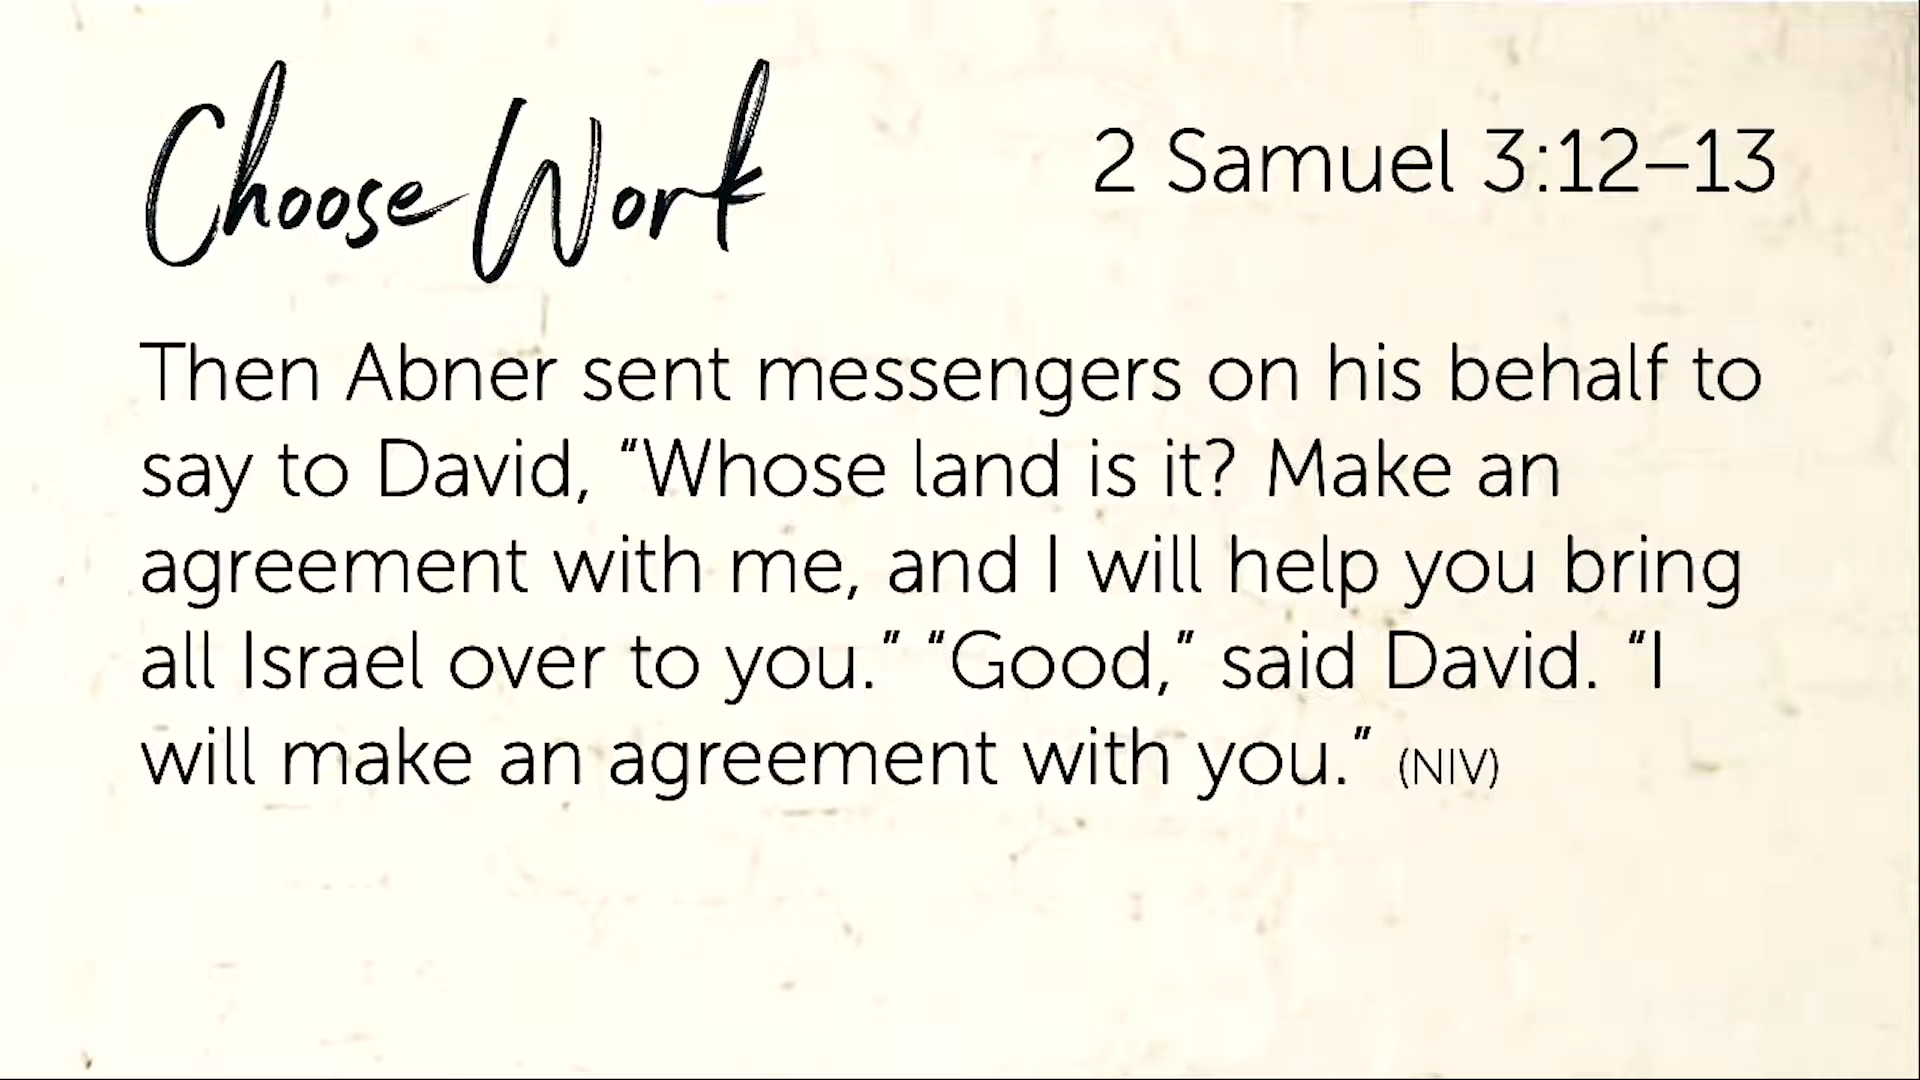 Choose Work
2 Samuel 3:12–13
Then Abner sent messengers on his behalf to
say to David, “Whose land is it? Make an
agreement with me, and I will help you bring
all Israel over to you.” “Good,” said David. “I
will make an agreement with you.” (NIV)